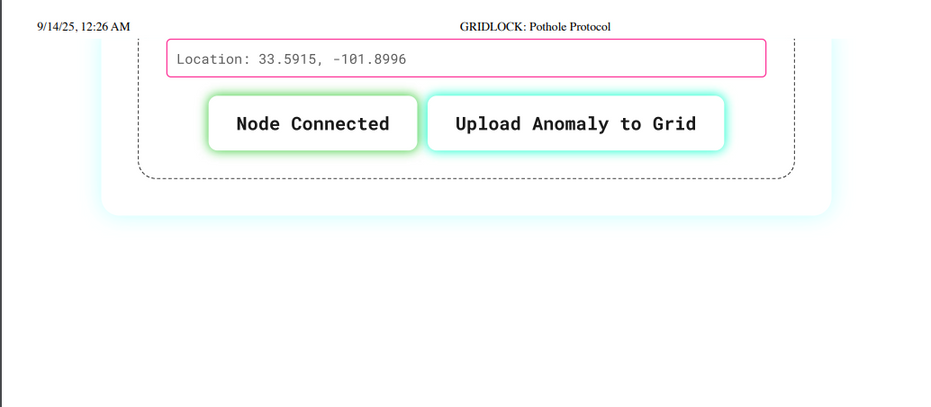 9/14/25, 12:26 AM GRIDLOCK: Pothole Protocol
Location: 33.5915, -101.8996
Node Connected Upload Anomaly to Grid